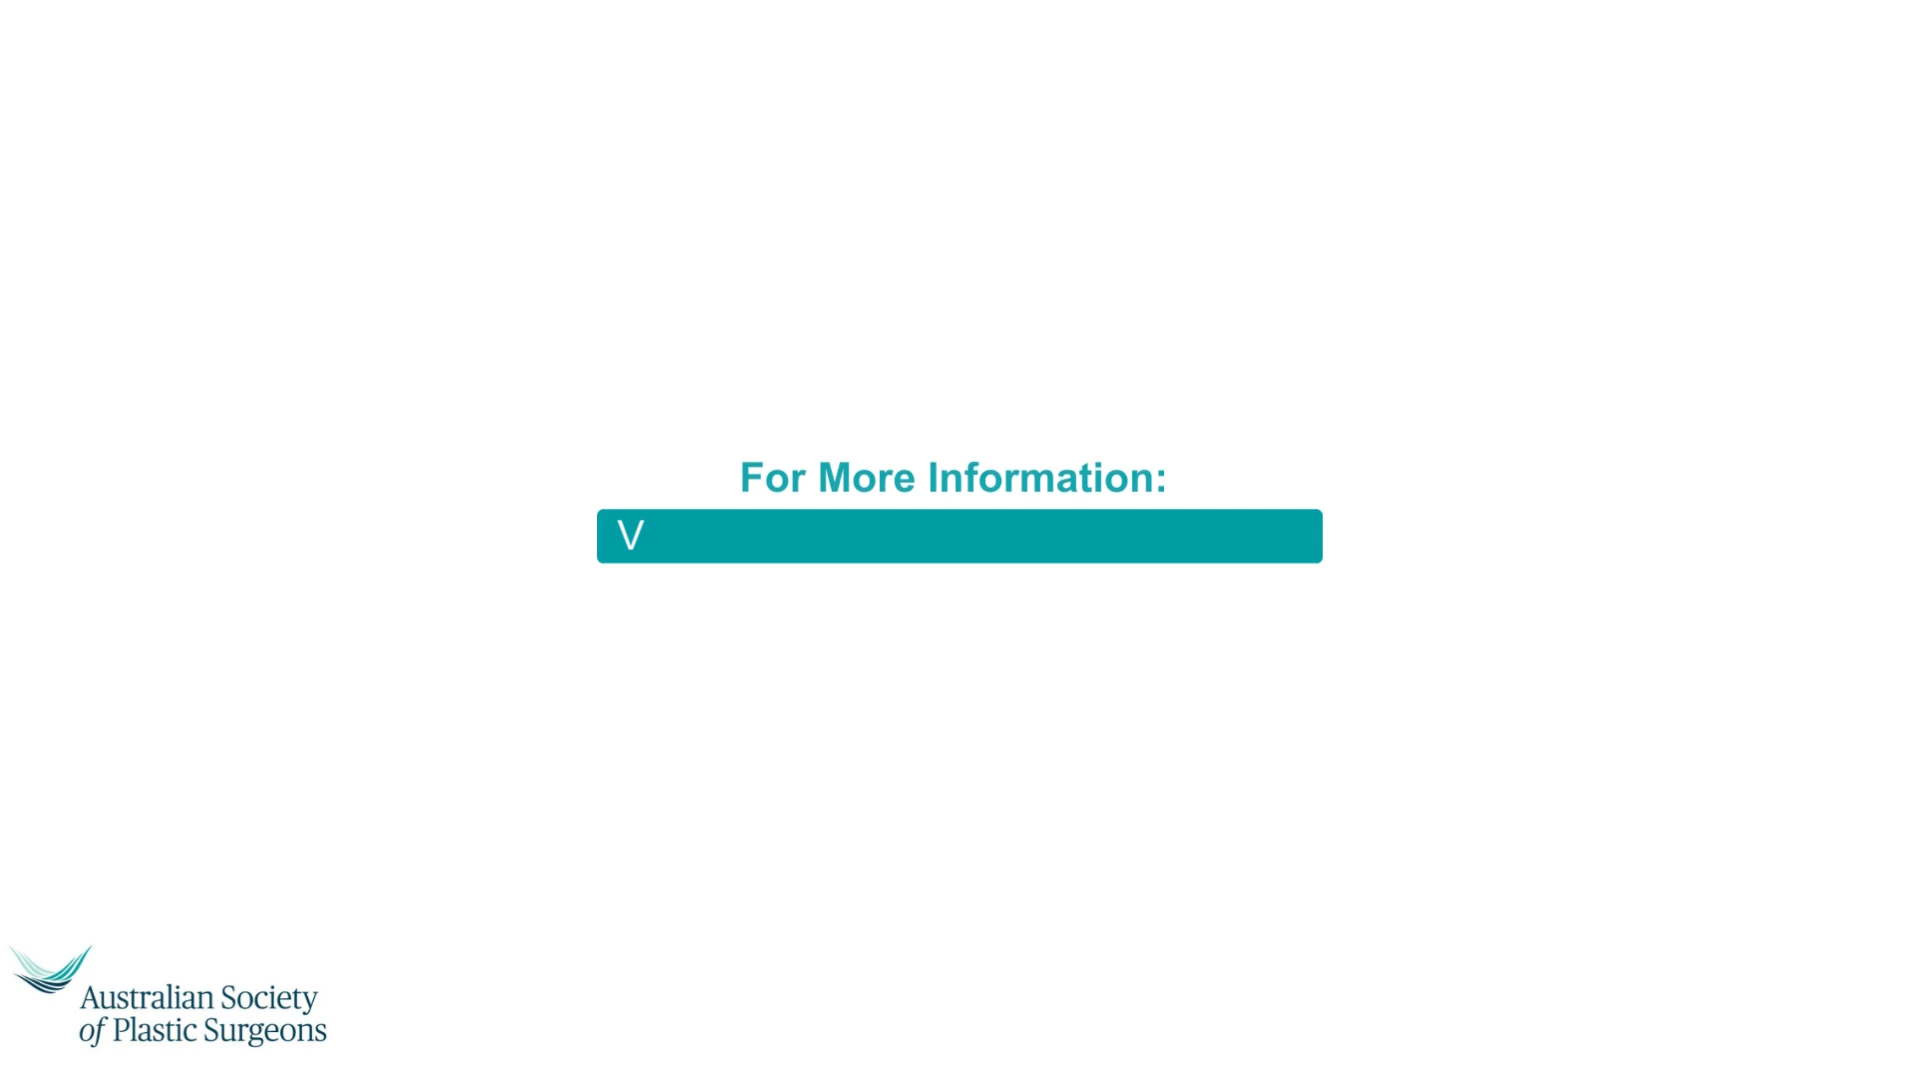 For More Information:
V
Australian Society
of Plastic Surgeons